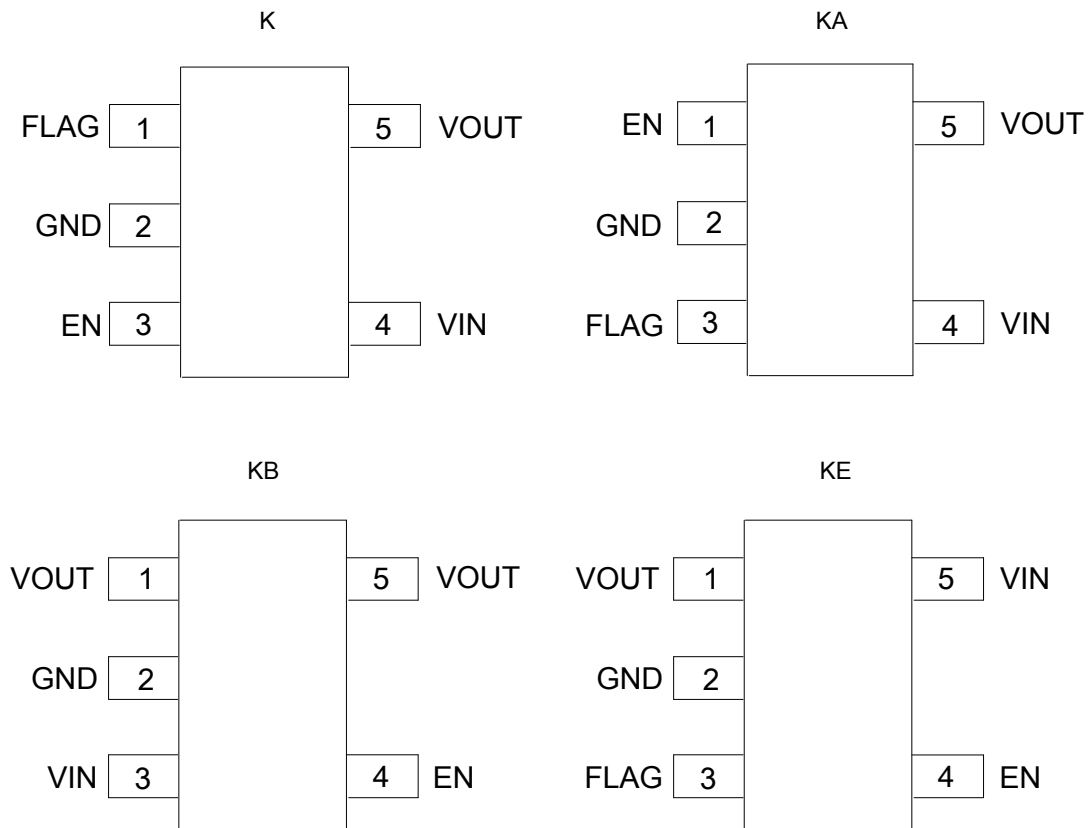 K
FLAG 1 5 VOUT
GND 2
EN 3 4 VIN
KA
EN 1 5 VOUT
GND 2
FLAG 3 4 VIN
KB
VOUT 1 5 VOUT
GND 2
VIN 3 4 EN
KE
VOUT 1 5 VIN
GND 2
FLAG 3 4 EN